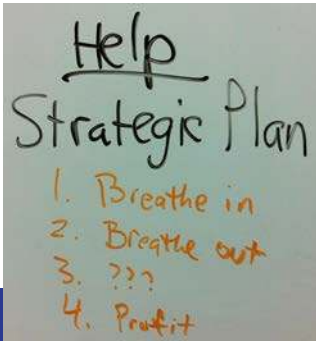 Help
Strategic Plan
1. Breathe in
2. Breathe out
3. ???
4. Profit